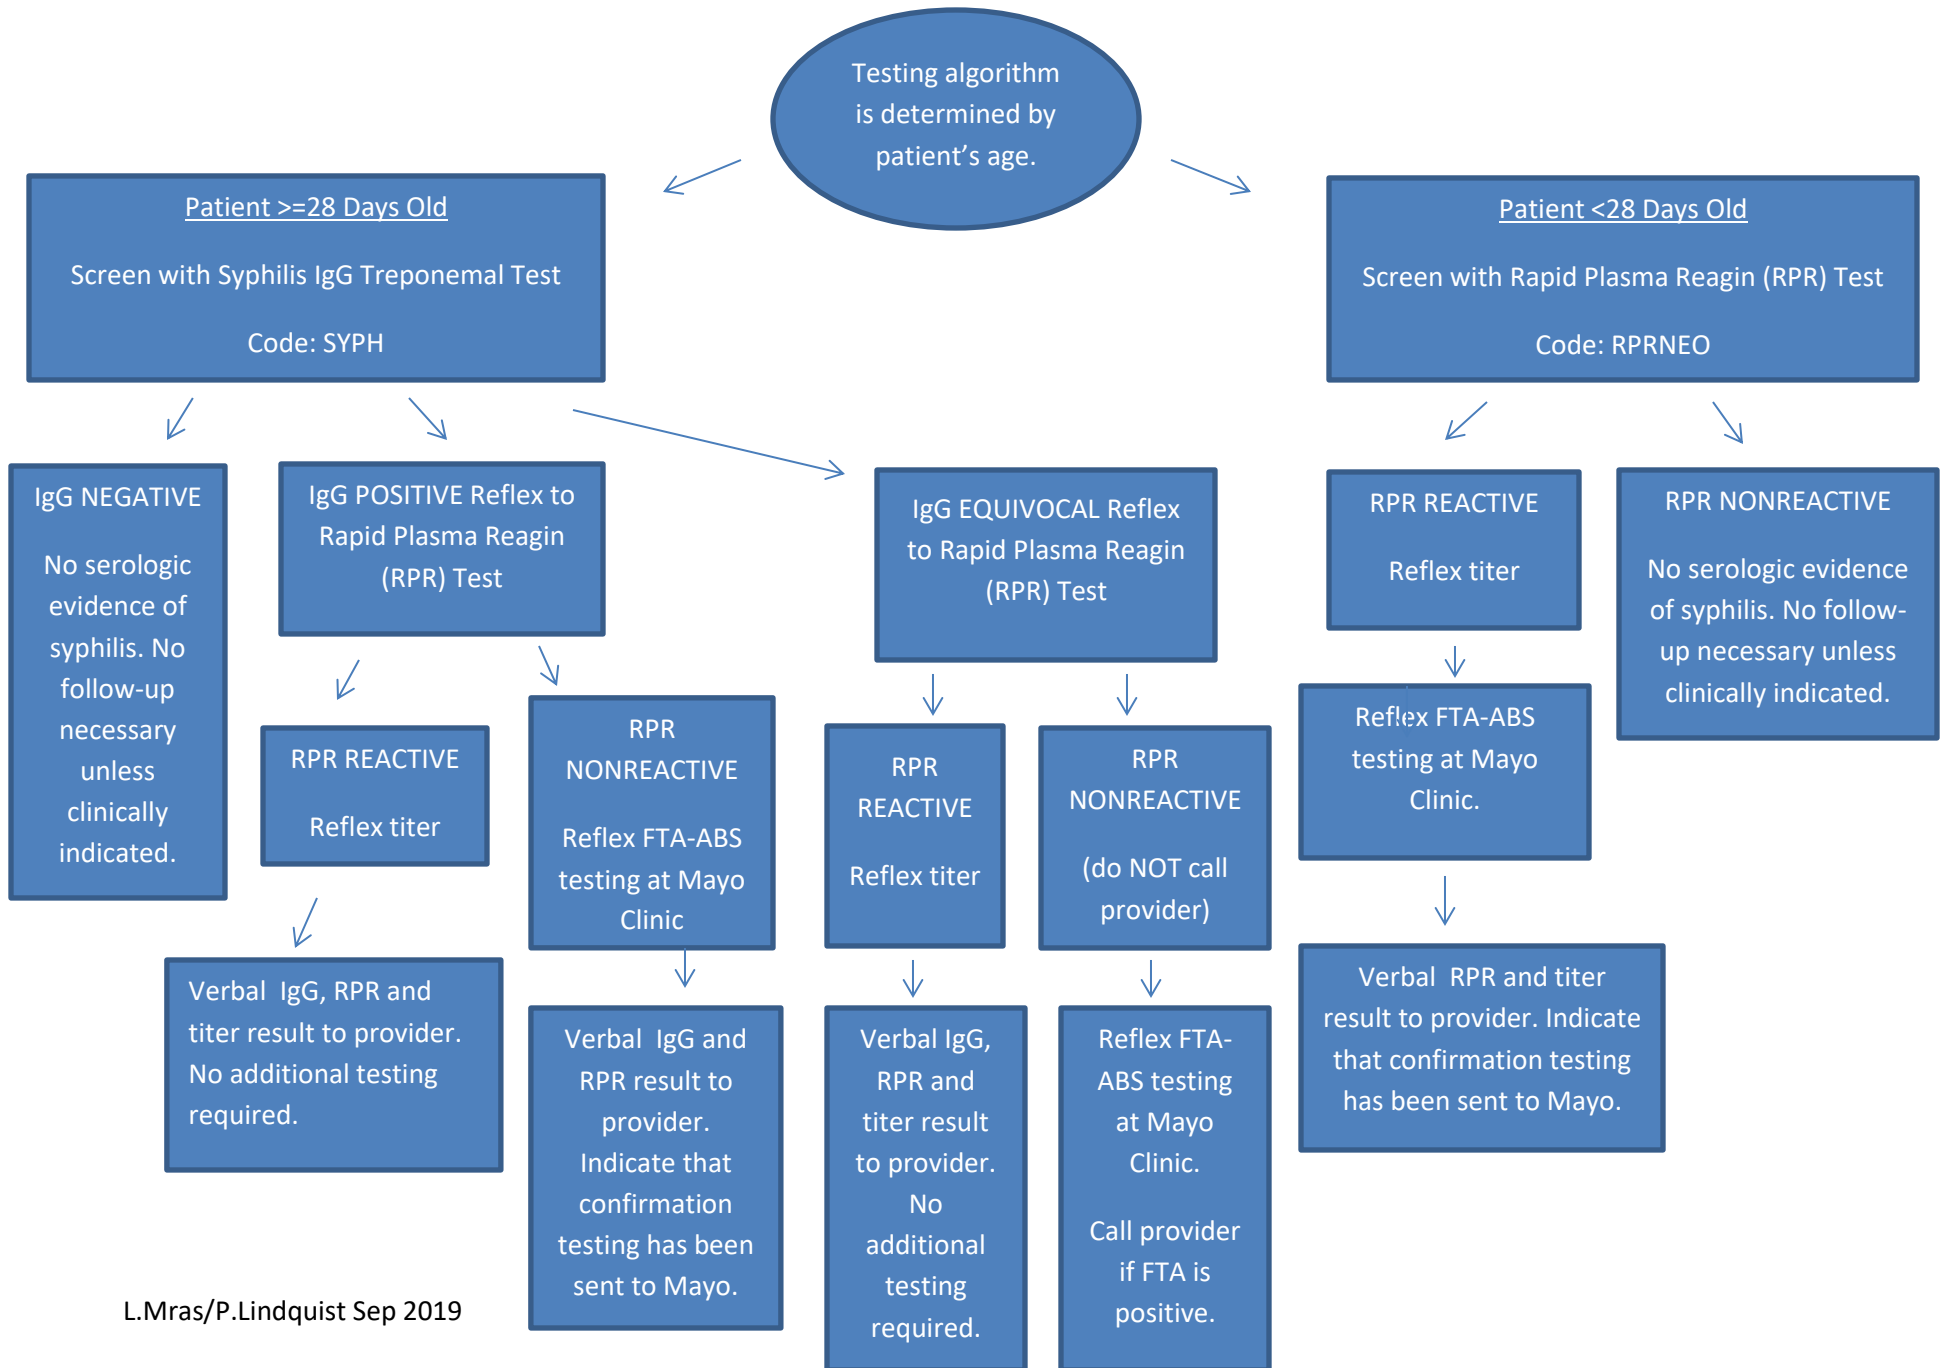 Testing algorithm
is determined by
patient's age.
Patient >=28 Days Old
Screen with Syphilis IgG Treponemal Test
Code: SYPH
Patient <28 Days Old
Screen with Rapid Plasma Reagin (RPR) Test
Code: RPRNEO
IgG NEGATIVE
No serologic
evidence of
syphilis. No
follow-up
necessary
unless
clinically
indicated.
IgG POSITIVE Reflex to
Rapid Plasma Reagin
(RPR) Test
IgG EQUIVOCAL Reflex
to Rapid Plasma Reagin
(RPR) Test
RPR REACTIVE
Reflex titer
RPR NONREACTIVE
No serologic evidence
of syphilis. No follow-
up necessary unless
clinically indicated.
RPR REACTIVE
Reflex titer
RPR
NONREACTIVE
Reflex FTA-ABS
testing at Mayo
Clinic
RPR
REACTIVE
Reflex titer
RPR
NONREACTIVE
(do NOT call
provider)
Reflex FTA-ABS
testing at Mayo
Clinic.
Verbal  IgG, RPR and
titer result to provider.
No additional testing
required.
Verbal  IgG and
RPR result to
provider.
Indicate that
confirmation
testing has been
sent to Mayo.
Verbal IgG,
RPR and
titer result
to provider.
No
additional
testing
required.
Reflex FTA-
ABS testing
at Mayo
Clinic.
Call provider
if FTA is
positive.
Verbal  RPR and titer
result to provider. Indicate
that confirmation testing
has been sent to Mayo.
L.Mras/P.Lindquist Sep 2019